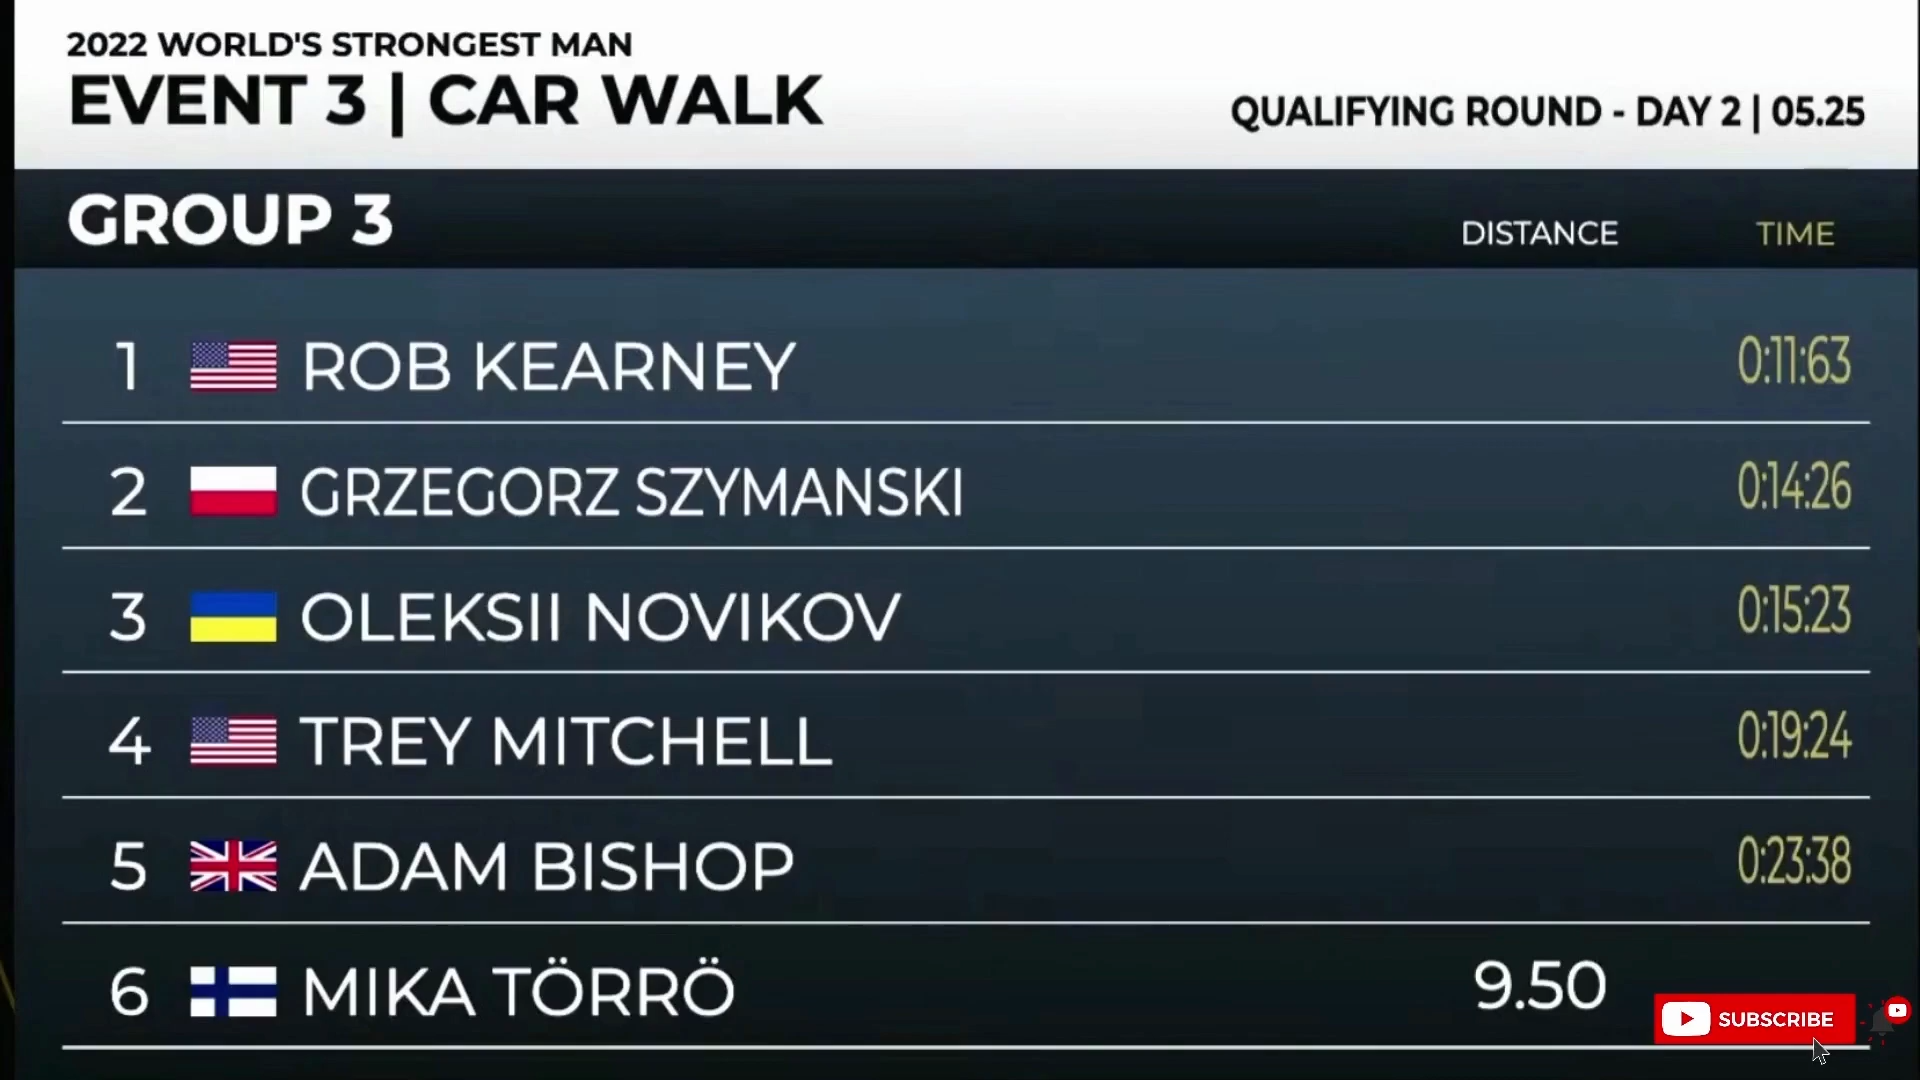 2022 WORLD'S STRONGEST MAN
EVENT 3 | CAR WALK
QUALIFYING ROUND - DAY 2 | 05.25
GROUP 3 DISTANCE TIME
1 ROB KEARNEY 0:11:63
2 GRZEGORZ SZYMANSKI 0:14:26
3 OLEKSII NOVIKOV 0:15:23
4 TREY MITCHELL 0:19:24
5 ADAM BISHOP 0:23:38
6 MIKA TÖRRÖ 9.50
SUBSCRIBE